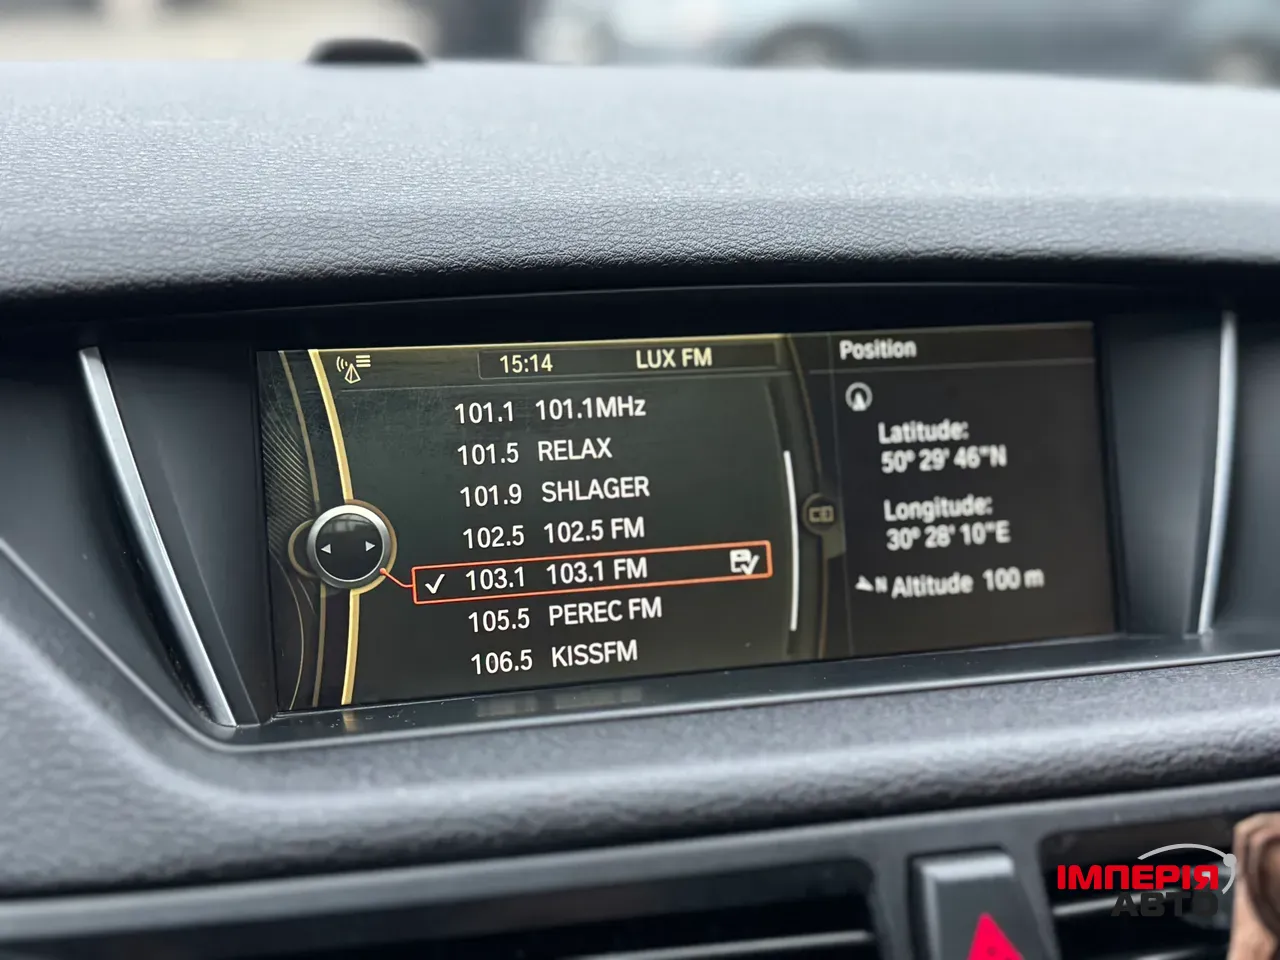 15:14 LUX FM
101.1 101.1MHz
101.5 RELAX
101.9 SHLAGER
102.5 102.5 FM
103.1 103.1 FM
105.5 PEREC FM
106.5 KISSFM
Position
Latitude:
50° 29' 46"N
Longitude:
30° 28' 10"E
N Altitude 100 m
ІМПЕРІЯ
АВТО